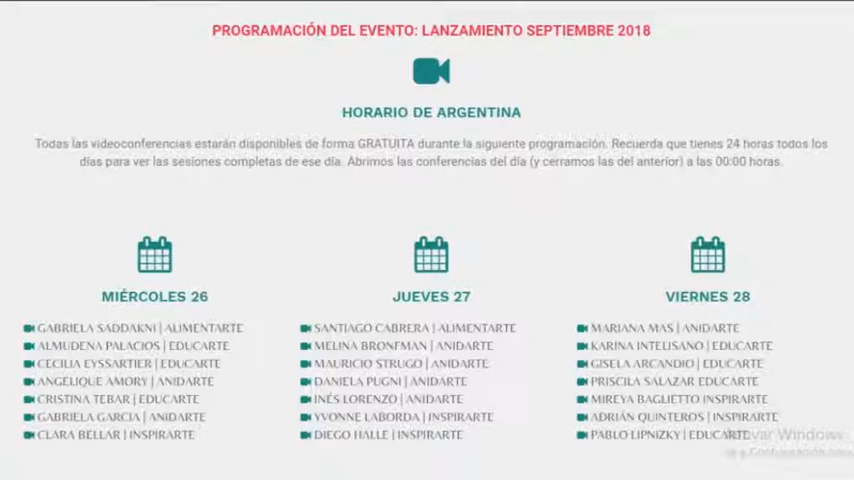 PROGRAMACIÓN DEL EVENTO: LANZAMIENTO SEPTIEMBRE 2018
HORARIO DE ARGENTINA
Todas las videoconferencias estarán disponibles de forma GRATUITA durante la siguiente programación. Recuerda que tienes 24 horas todos los
días para ver las sesiones completas de ese día. Abrimos las conferencias del día (y cerramos las del anterior) a las 00:00 horas.
MIÉRCOLES 26
GABRIELA SADDAKNI | ALIMENTARTE
ALMUDENA PALACIOS | EDUCARTE
CECILIA EYSSARTIER | EDUCARTE
ANGELIQUE AMORY | ANIDARTE
CRISTINA TEBAR | EDUCARTE
GABRIELA GARCIA | ANIDARTE
CLARA BELLAR | INSPIRARTE
JUEVES 27
SANTIAGO CABRERA | ALIMENTARTE
MELINA BRONFMAN | ANIDARTE
MAURICIO STRUGO | ANIDARTE
DANIELA PUGNI | ANIDARTE
INÉS LORENZO | ANIDARTE
YVONNE LABORDA | INSPIRARTE
DIEGO HALLE | INSPIRARTE
VIERNES 28
MARIANA MAS | ANIDARTE
KARINA INTELISANO | EDUCARTE
GISELA ARCANDIO | EDUCARTE
PRISCILA SALAZAR EDUCARTE
MIREYA BAGLIETTO INSPIRARTE
ADRIÁN QUINTEROS | INSPIRARTE
PABLO LIPNIZKY | EDUCARTE
Windows